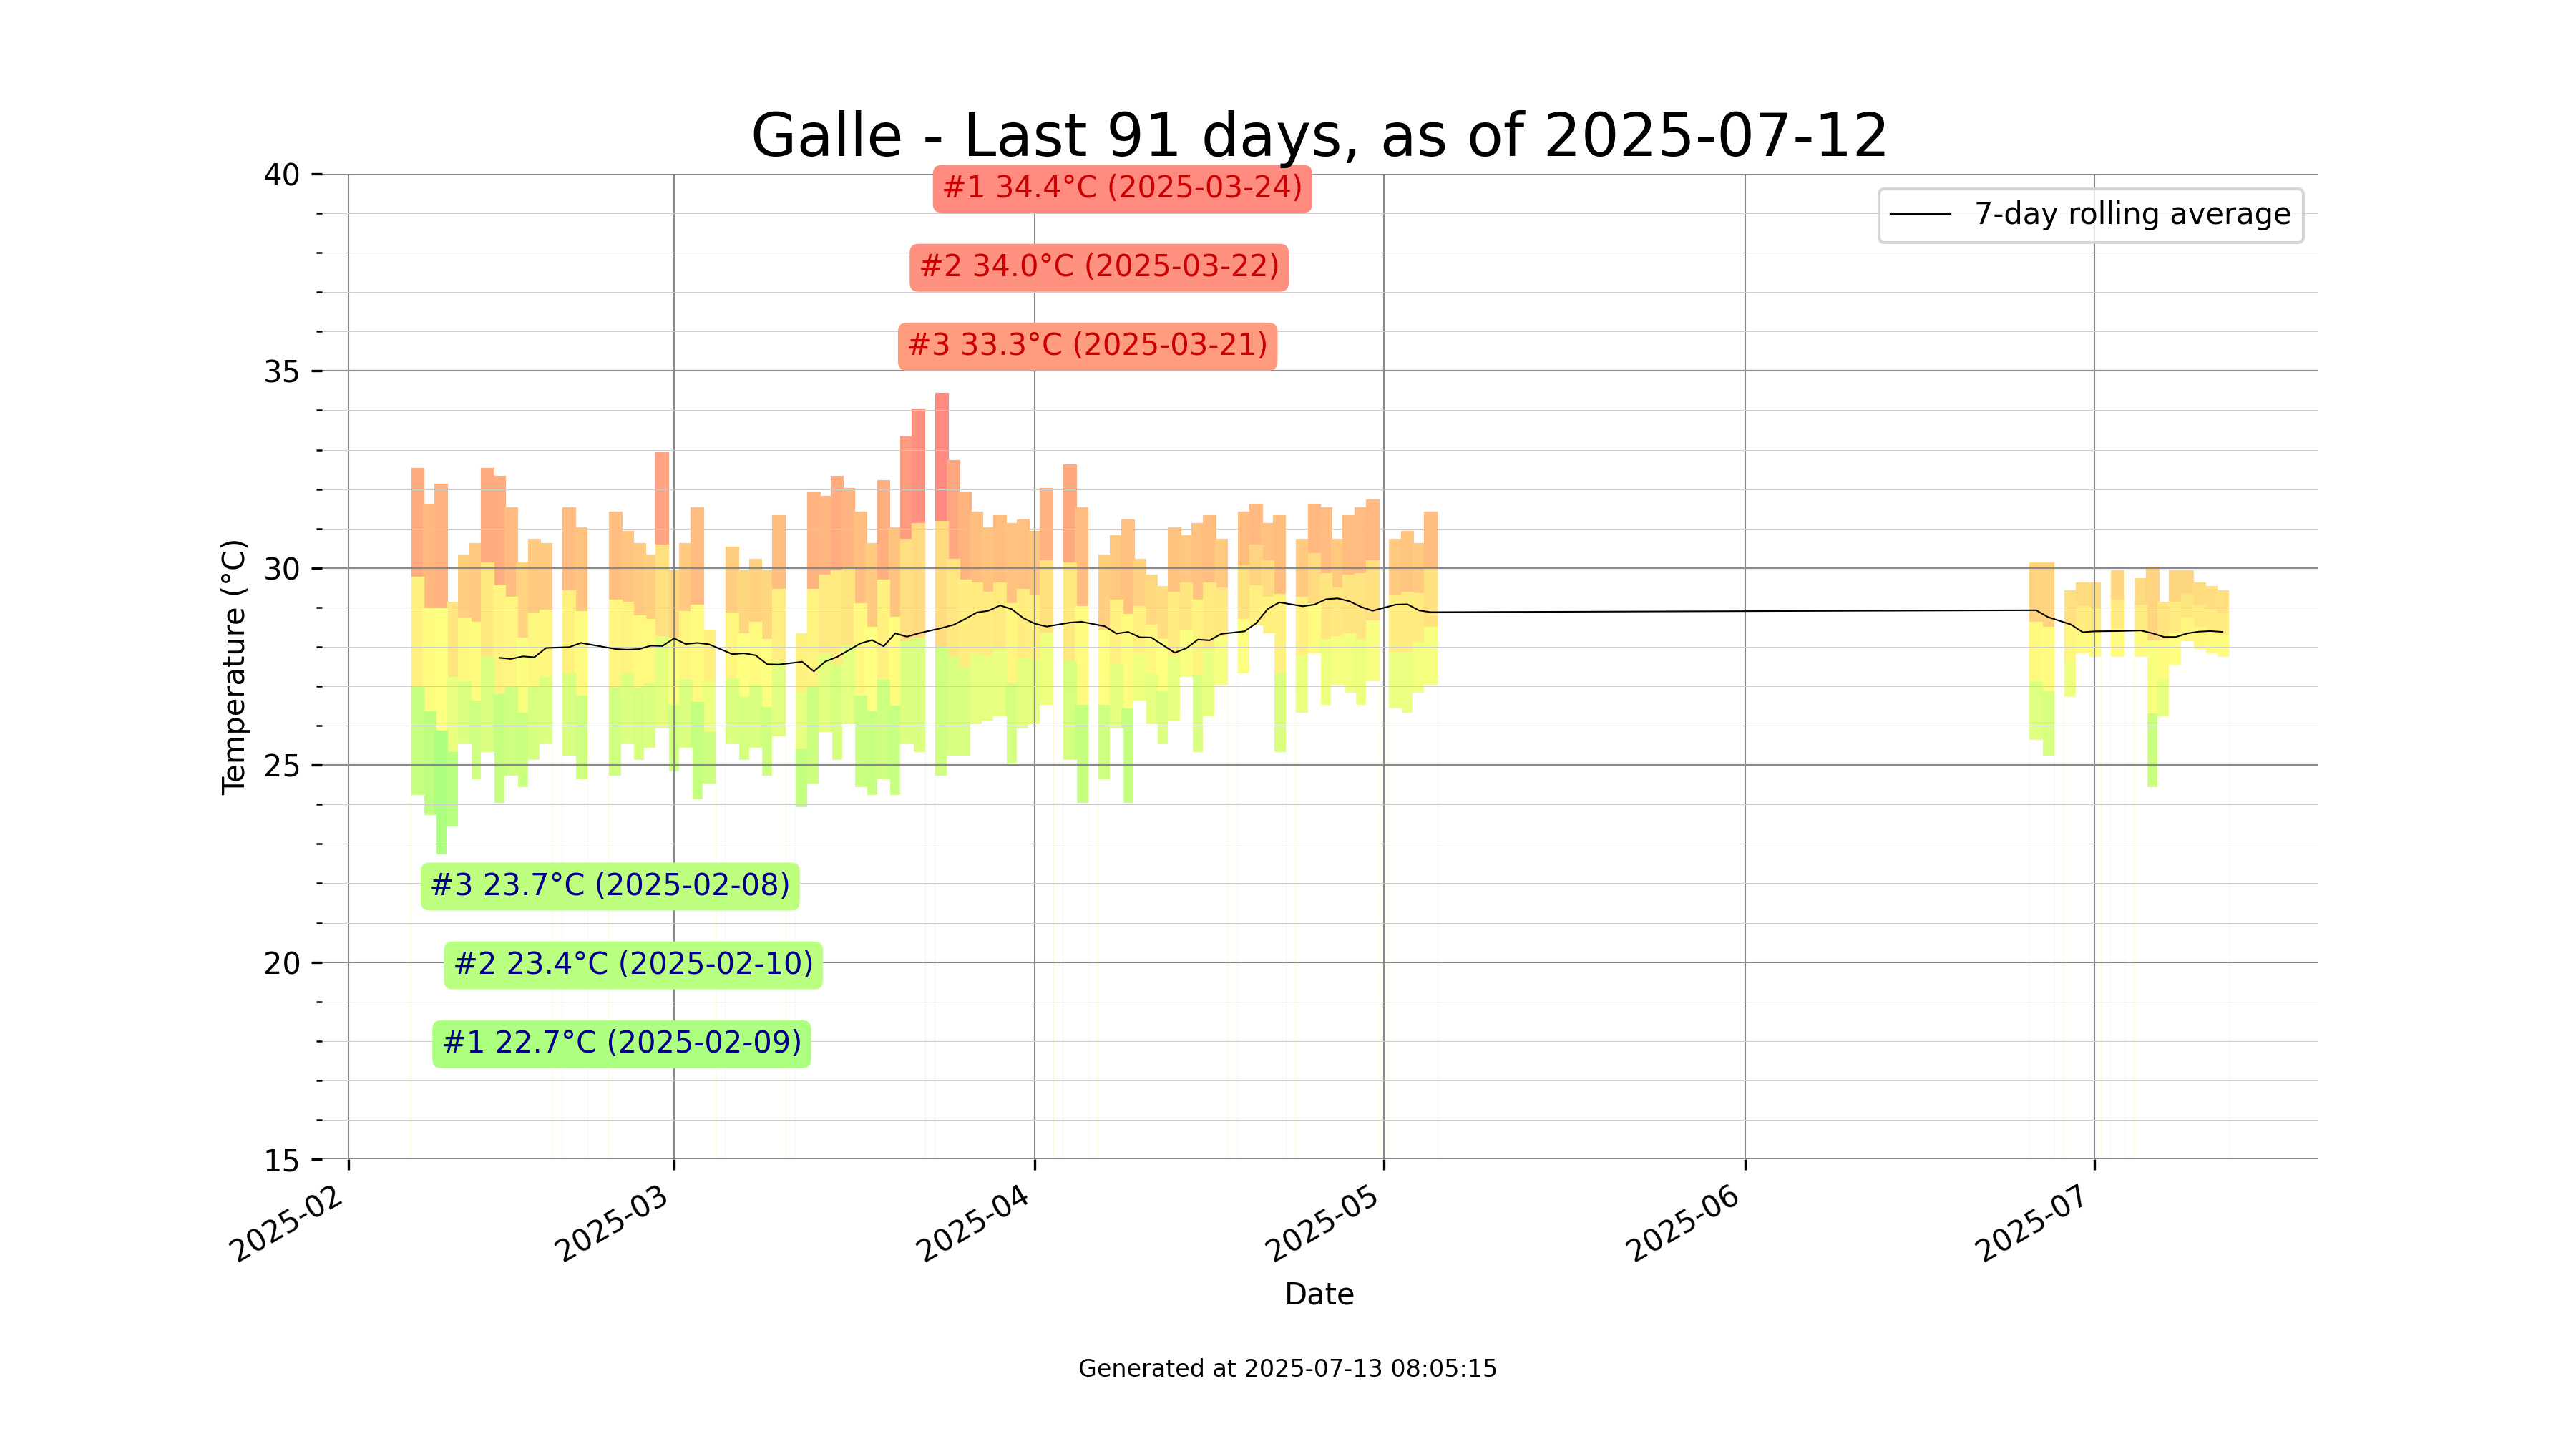 Galle - Last 91 days, as of 2025-07-12
#1 34.4°C (2025-03-24)
#2 34.0°C (2025-03-22)
#3 33.3°C (2025-03-21)
7-day rolling average
40
35
30
25
20
15
Temperature (°C)
#3 23.7°C (2025-02-08)
#2 23.4°C (2025-02-10)
#1 22.7°C (2025-02-09)
2025-02
2025-03
2025-04
2025-05
2025-06
2025-07
Date
Generated at 2025-07-13 08:05:15